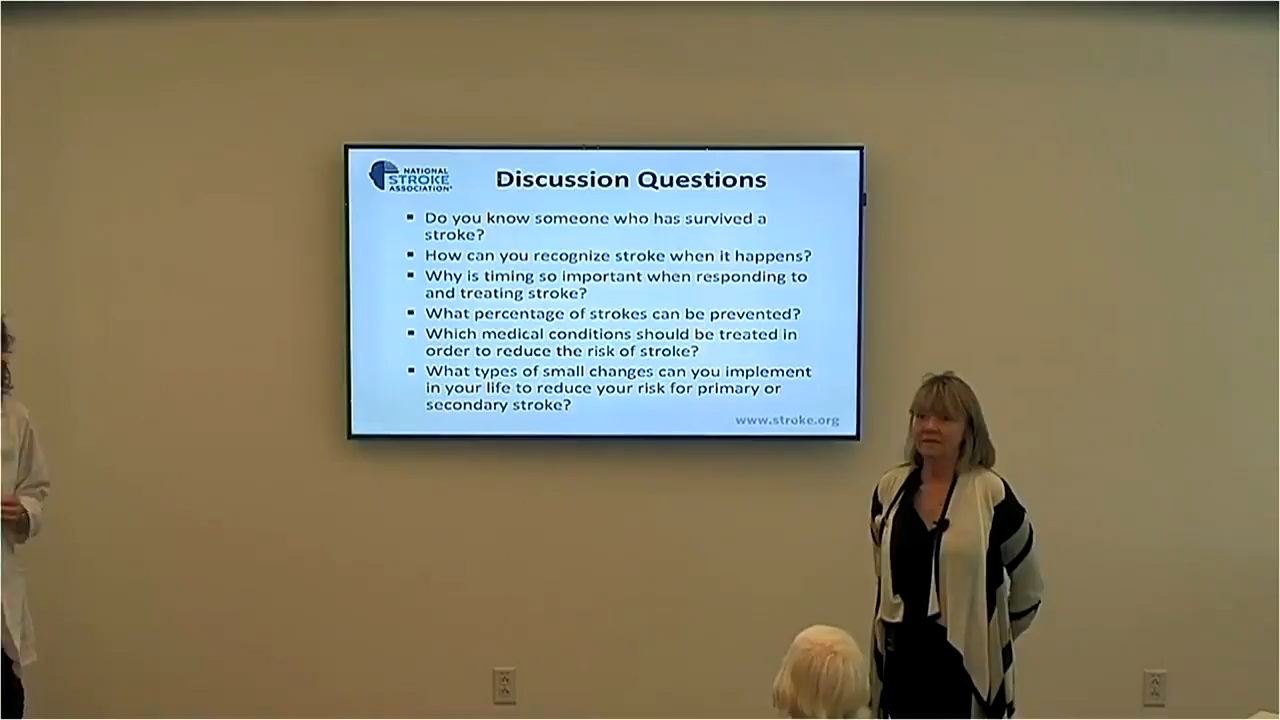 NATIONAL
STROKE
ASSOCIATION
Discussion Questions
▪ Do you know someone who has survived a
stroke?
▪ How can you recognize stroke when it happens?
▪ Why is timing so important when responding to
and treating stroke?
▪ What percentage of strokes can be prevented?
▪ Which medical conditions should be treated in
order to reduce the risk of stroke?
▪ What types of small changes can you implement
in your life to reduce your risk for primary or
secondary stroke?
www.stroke.org